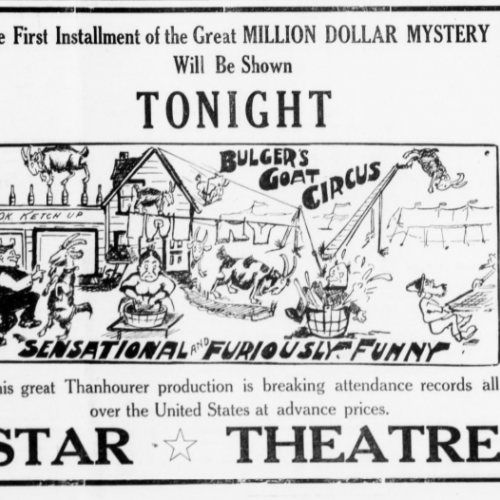 e First Installment of the Great MILLION DOLLAR MYSTERY
Will Be Shown
TONIGHT
BULGER'S
GOAT
CIRCUS
OK KETCH UP
SENSATIONAL AND FURIOUSLY FUNNY
his great Thanhourer production is breaking attendance records all
over the United States at advance prices.
STAR ☆ THEATRE